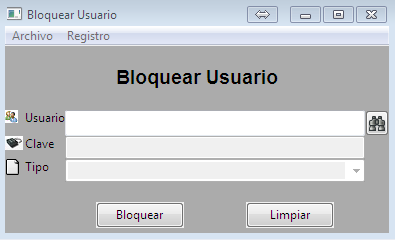 Bloquear Usuario
Archivo Registro
Bloquear Usuario
Usuario
Clave
Tipo
Bloquear Limpiar